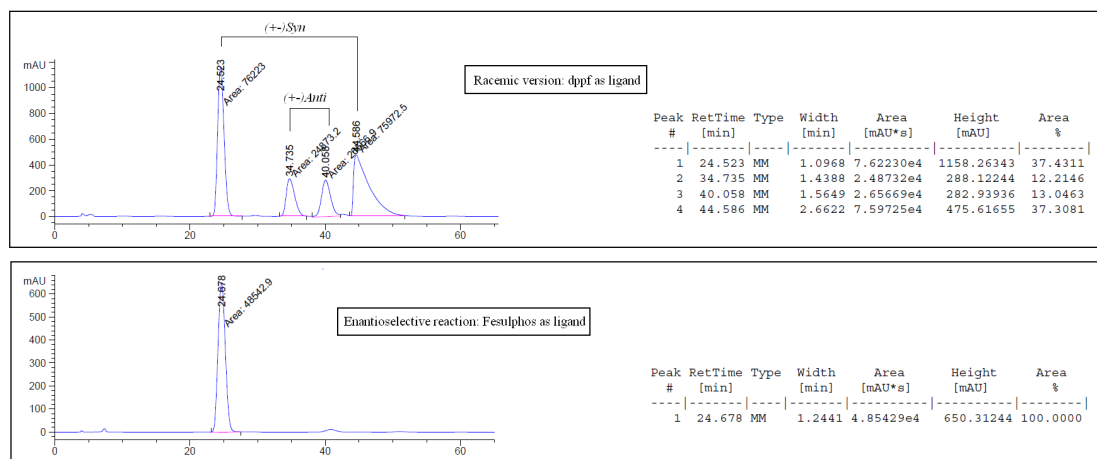 (+-)Syn
mAU
24.523
Area: 76223
(+-)Anti
34.735
Area: 24873.2
40.058
44.586
Area: 75972.5
1000
800
600
400
200
0
0 20 40 60
Racemic version: dppf as ligand
Peak RetTime Type Width Area Height Area
# [min] [min] [mAU*s] [mAU] %
----|-------|----|-------|----------|----------|--------|
1 24.523 MM 1.0968 7.62230e4 1158.26343 37.4311
2 34.735 MM 1.4388 2.48732e4 288.12244 12.2146
3 40.058 MM 1.5649 2.65669e4 282.93936 13.0463
4 44.586 MM 2.6622 7.59725e4 475.61655 37.3081
mAU
24.678
Area: 48542.9
600
500
400
300
200
100
0
0 20 40 60
Enantioselective reaction: Fesulphos as ligand
Peak RetTime Type Width Area Height Area
# [min] [min] [mAU*s] [mAU] %
----|-------|----|-------|----------|----------|--------|
1 24.678 MM 1.2441 4.85429e4 650.31244 100.0000